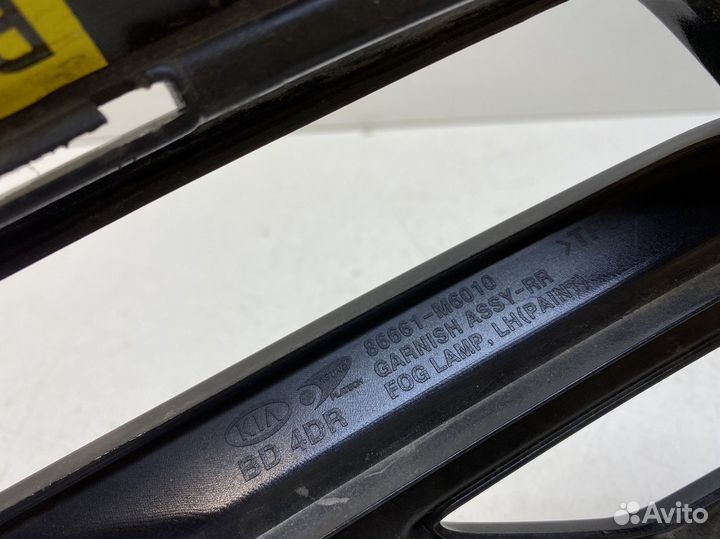 86661-M6010
GARNISH ASSY-RR
FOG LAMP, LH(PAINT)
KIA
BD 4DR
Avito